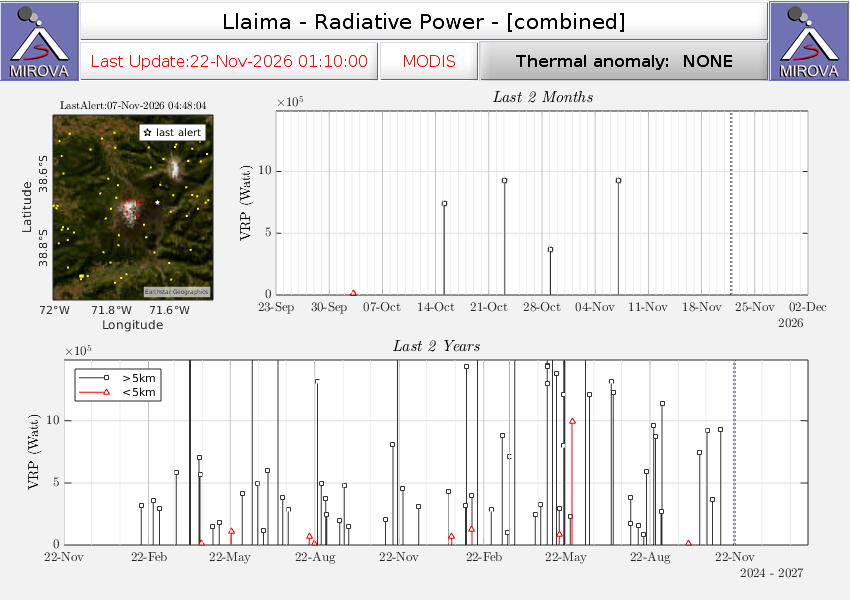 Llaima - Radiative Power - [combined]
MIROVA
Last Update:22-Nov-2026 01:10:00
MODIS
Thermal anomaly: NONE
MIROVA
LastAlert:07-Nov-2026 04:48:04
last alert
38.6°S
38.8°S
Latitude
Earthstar Geographics
72°W 71.8°W 71.6°W
Longitude
Last 2 Months
×10⁵
10
5
0
VRP (Watt)
23-Sep 30-Sep 07-Oct 14-Oct 21-Oct 28-Oct 04-Nov 11-Nov 18-Nov 25-Nov 02-Dec
2026
Last 2 Years
×10⁵
>5km
<5km
10
5
0
VRP (Watt)
22-Nov 22-Feb 22-May 22-Aug 22-Nov 22-Feb 22-May 22-Aug 22-Nov
2024 - 2027